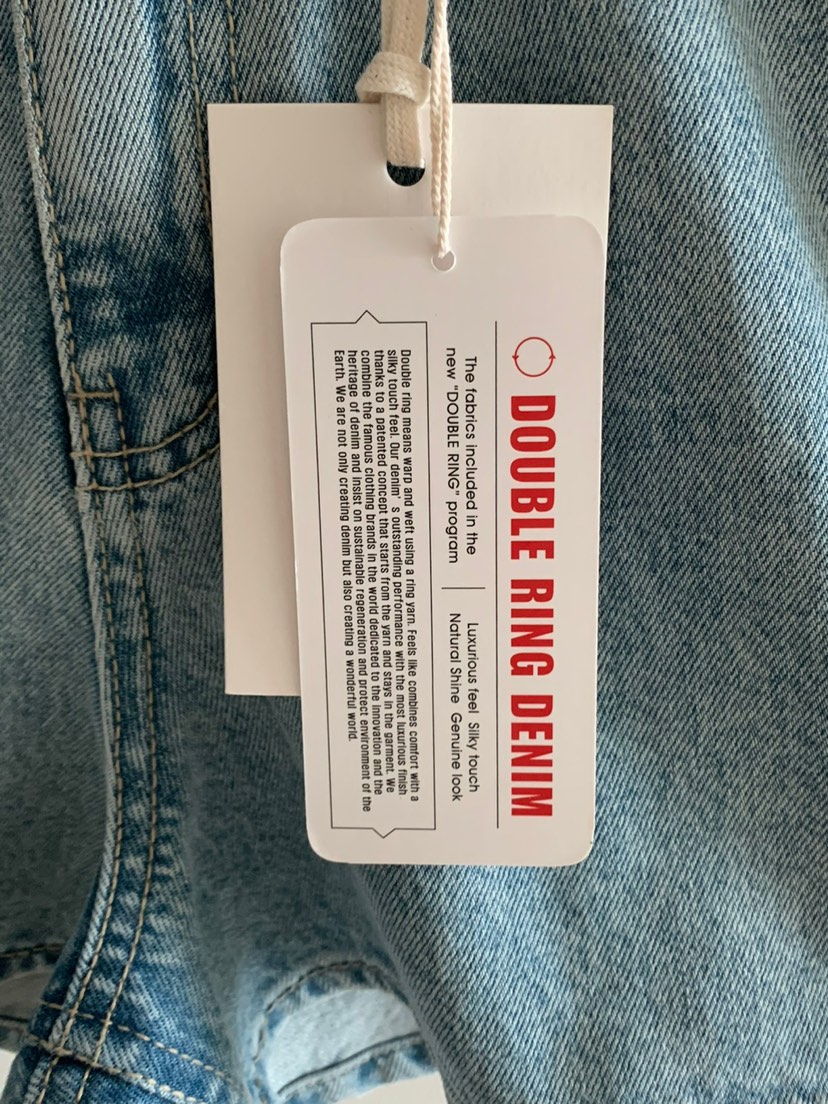 DOUBLE RING DENIM
The fabrics included in the
new "DOUBLE RING" program
Luxurious feel Silky touch
Natural Shine Genuine look
Double ring means warp and weft using a ring yarn. Feels like combines comfort with a
silky touch feel. Our denim' s outstanding performance with the most luxurious finish
thanks to a patented concept that starts from the yarn and stays in the garment. We
combine the famous clothing brands in the world dedicated to the innovation and the
heritage of denim and insist on sustainable regeneration and protect environment of the
Earth. We are not only creating denim but also creating a wonderful world.